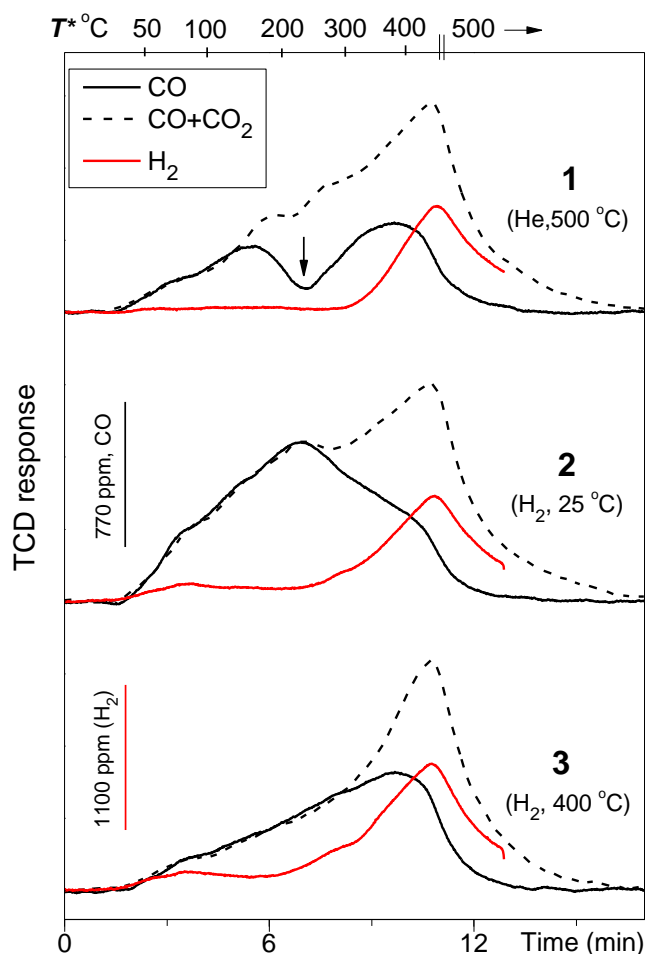 T* °C 50 100 200 300 400 500
CO
CO+CO₂
H₂
1
(He,500 °C)
TCD response
770 ppm, CO
2
(H₂, 25 °C)
1100 ppm (H₂)
3
(H₂, 400 °C)
0 6 12 Time (min)